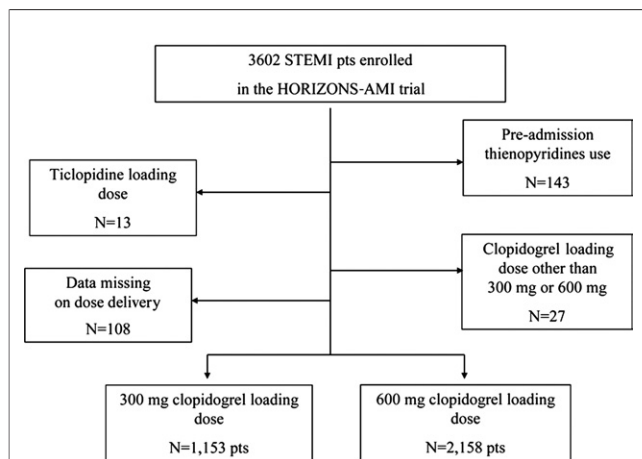 3602 STEMI pts enrolled
in the HORIZONS-AMI trial
Pre-admission
thienopyridines use
N=143
Ticlopidine loading
dose
N=13
Clopidogrel loading
dose other than
300 mg or 600 mg
N=27
Data missing
on dose delivery
N=108
300 mg clopidogrel loading
dose
N=1,153 pts
600 mg clopidogrel loading
dose
N=2,158 pts